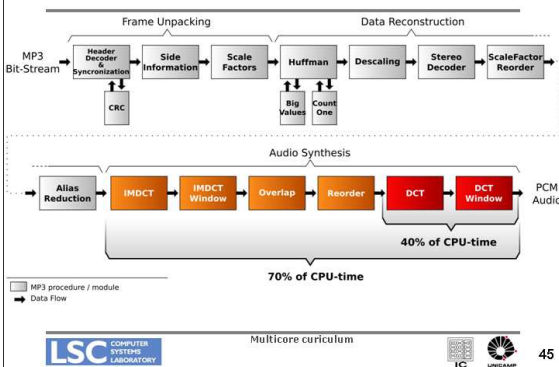 Frame Unpacking
Data Reconstruction
MP3
Bit-Stream
Header
Decoder
&
Syncronization
Side
Information
Scale
Factors
Huffman
Descaling
Stereo
Decoder
ScaleFactor
Reorder
CRC
Big
Values
Count
One
Audio Synthesis
Alias
Reduction
IMDCT
IMDCT
Window
Overlap
Reorder
DCT
DCT
Window
PCM
Audio
40% of CPU-time
70% of CPU-time
MP3 procedure / module
Data Flow
LSC COMPUTER
SYSTEMS
LABORATORY
Multicore curiculum
IC
UNICAMP
45